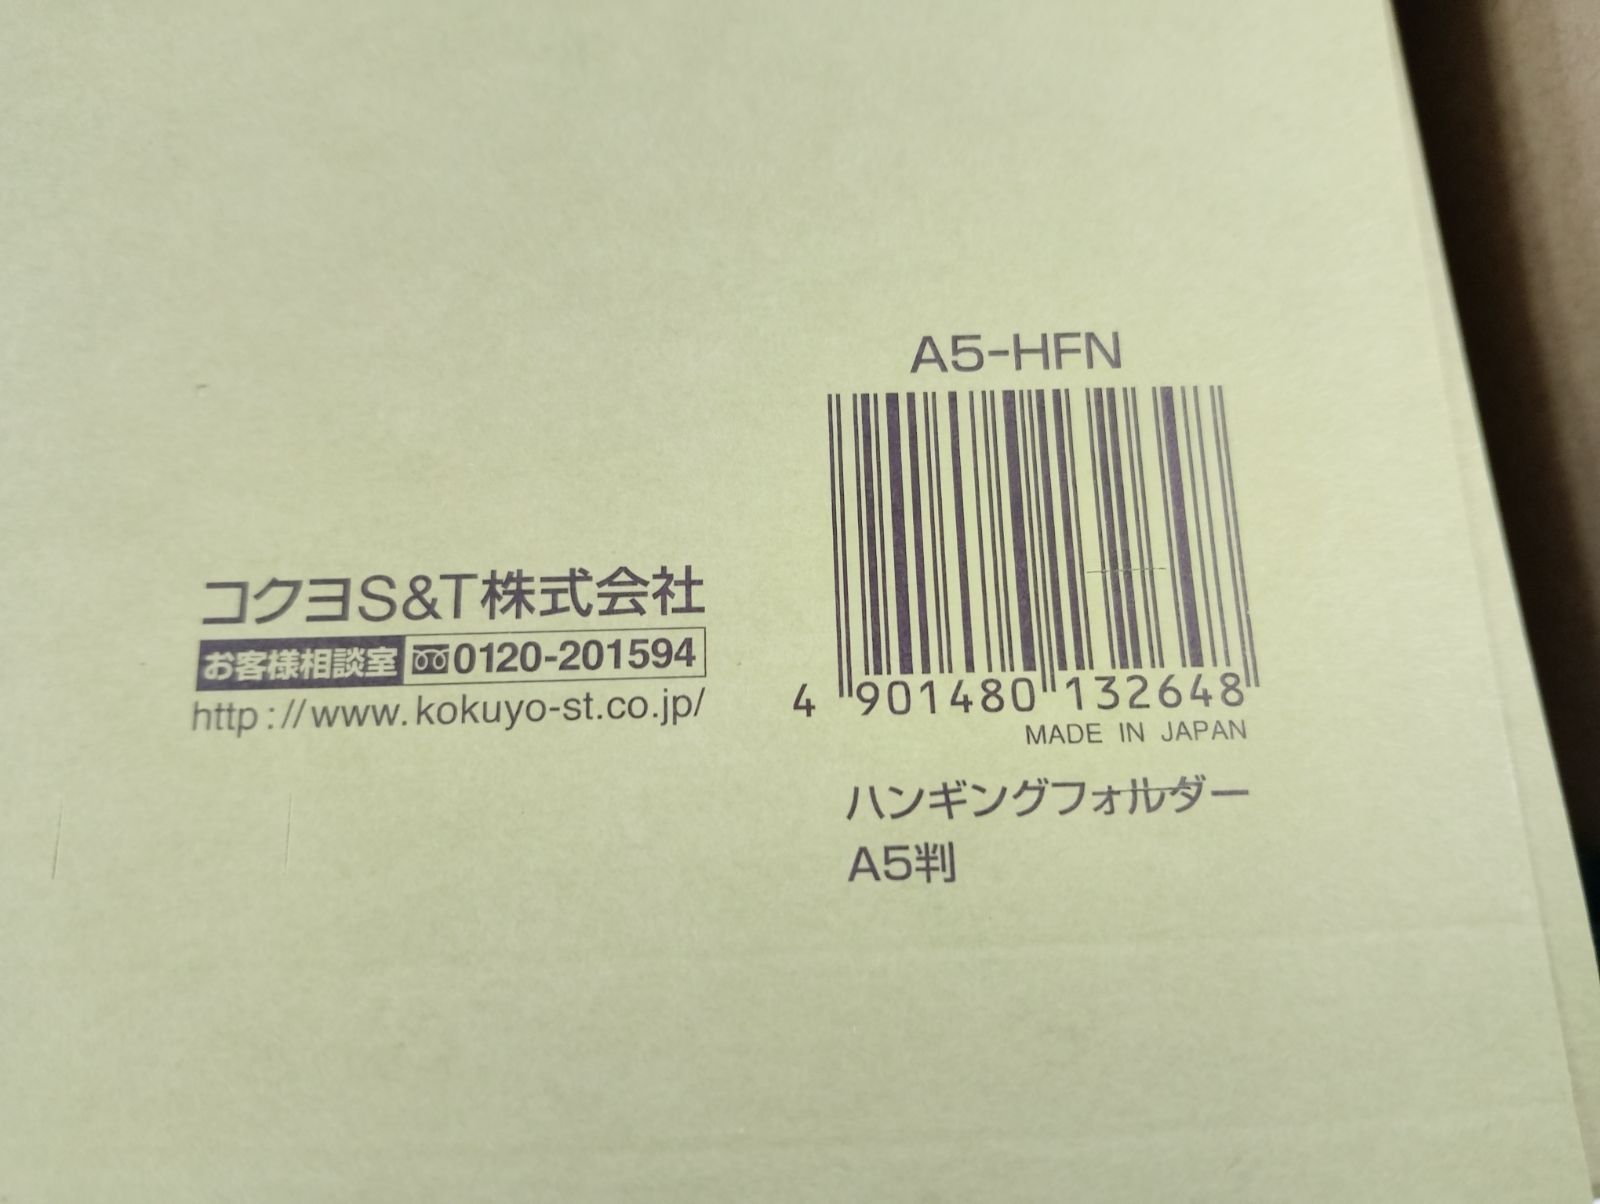 A5-HFN
4 901480 132648
MADE IN JAPAN
ハンギングフォルダー
A5判
コクヨS&T株式会社
お客様相談室 0120-201594
http://www.kokuyo-st.co.jp/